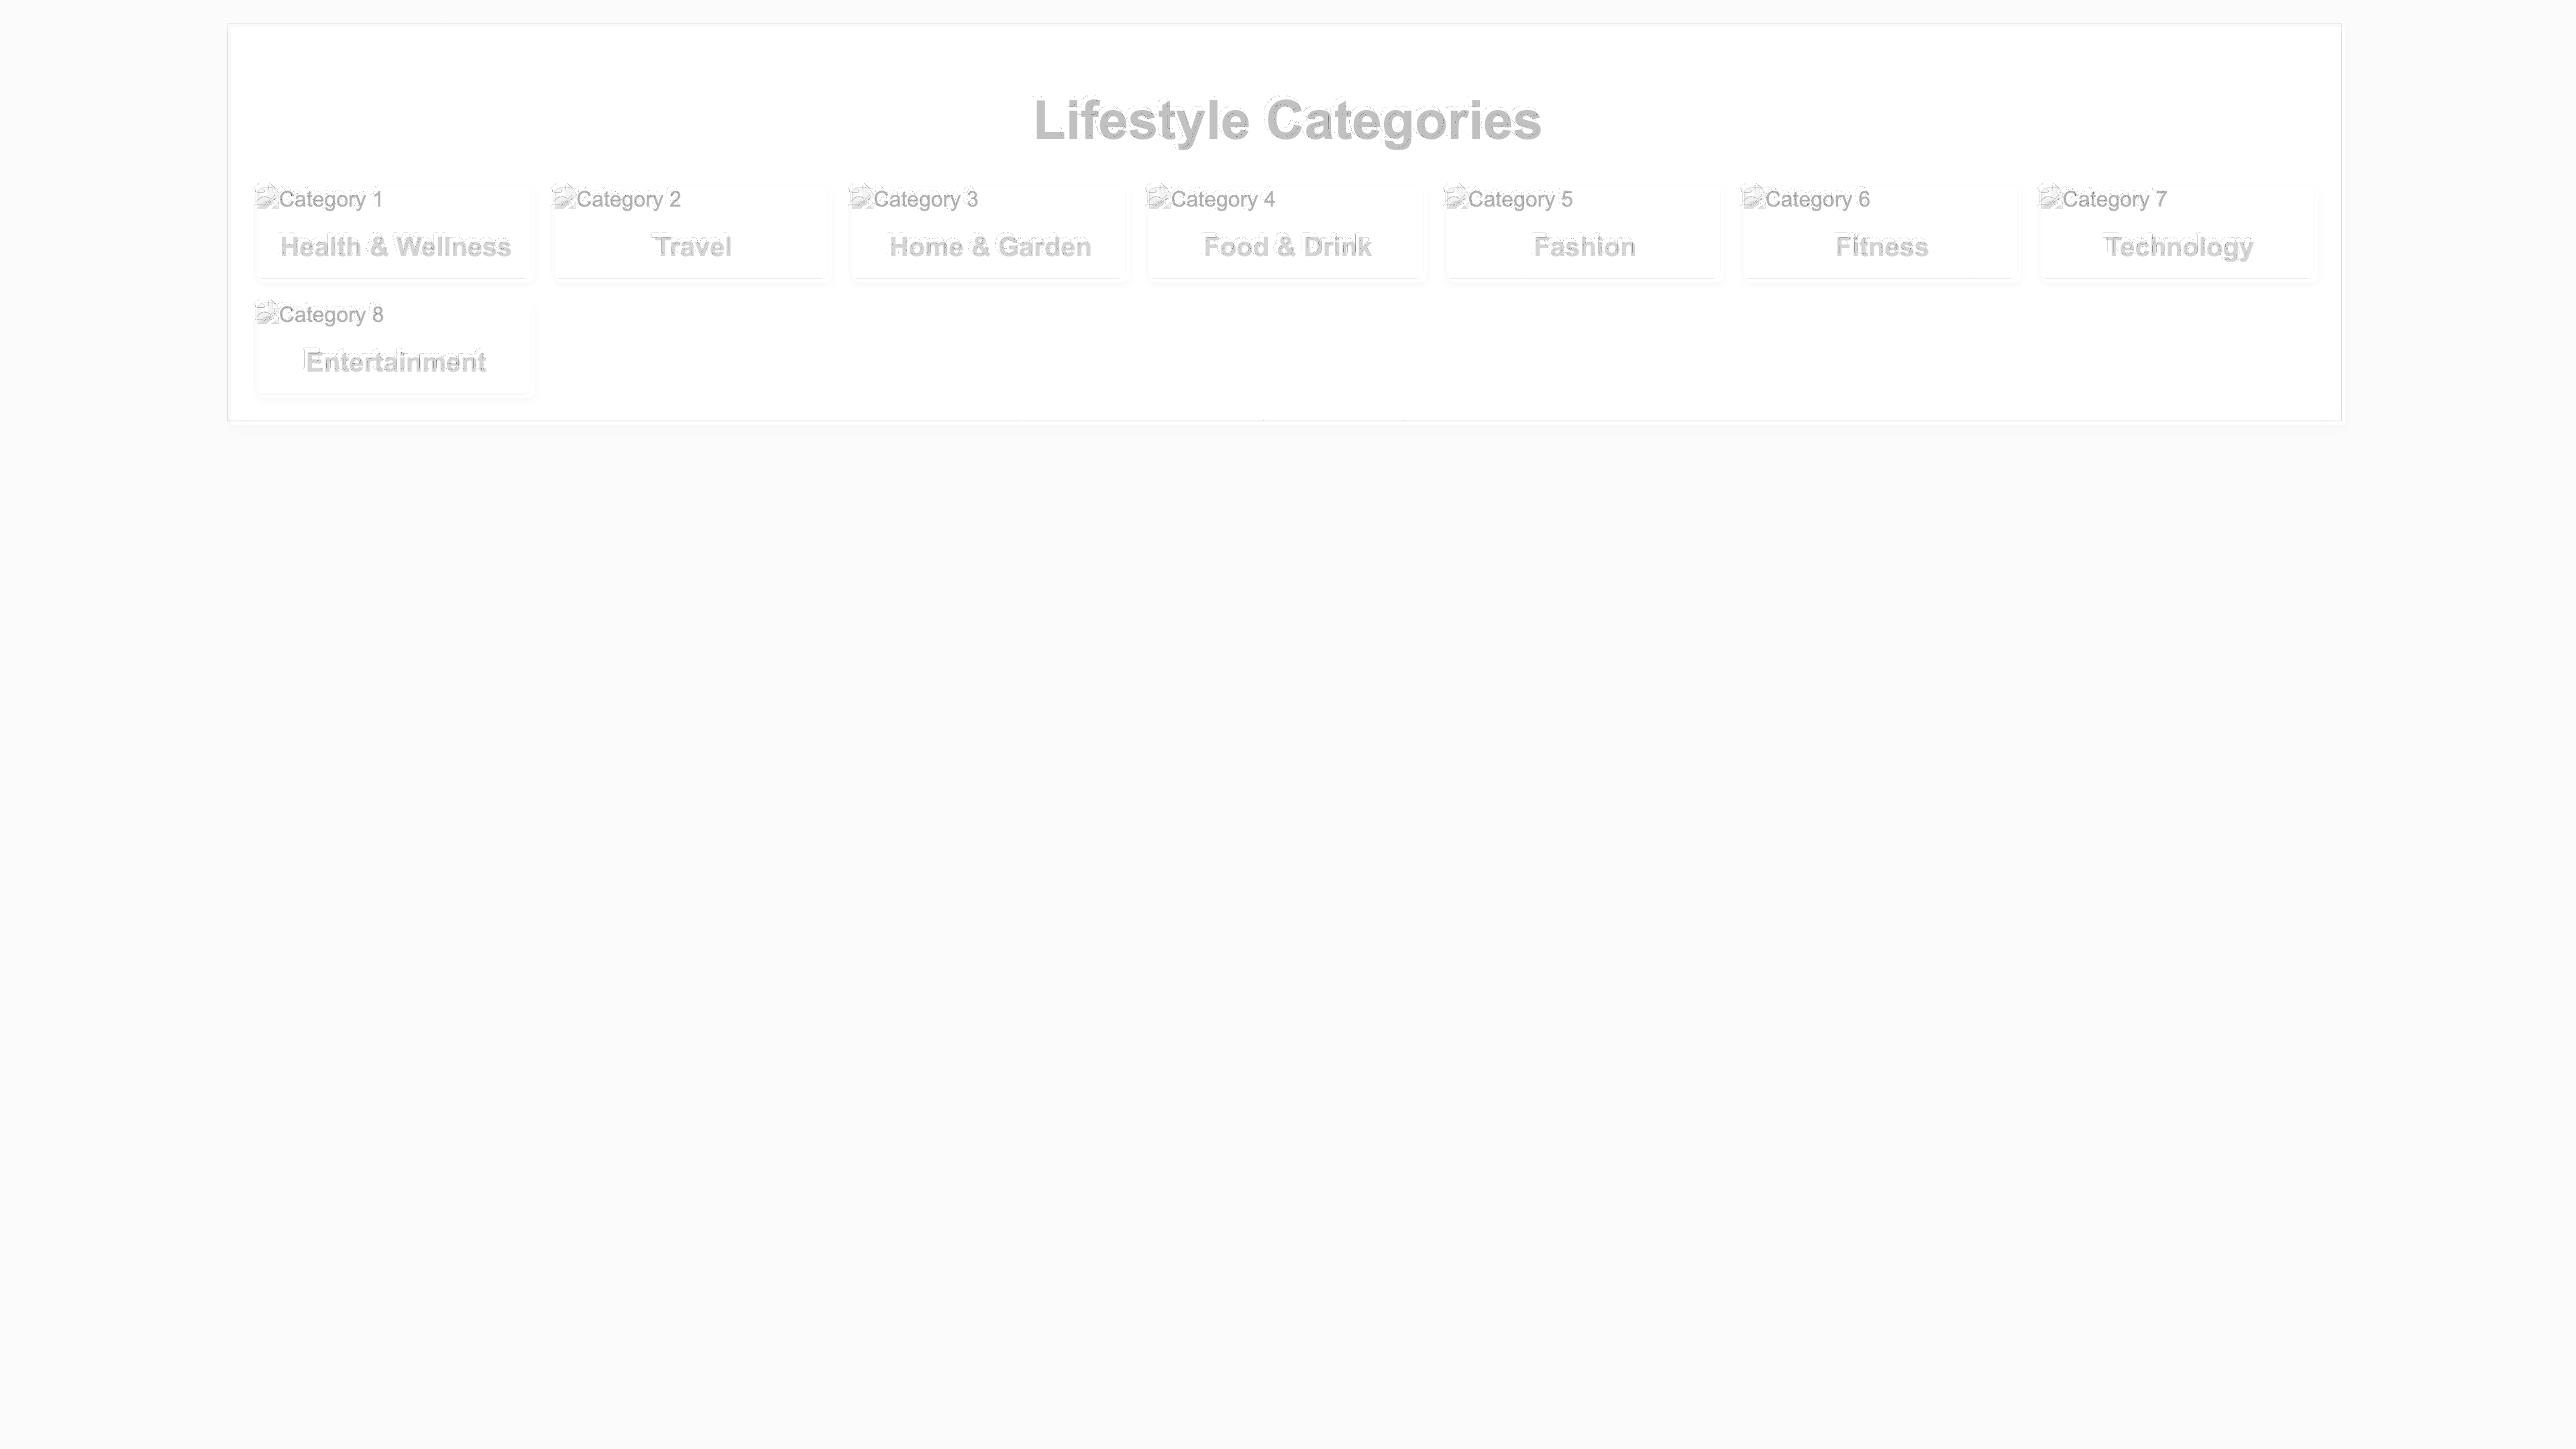 Lifestyle Categories
Category 1
Category 2
Category 3
Category 4
Category 5
Category 6
Category 7
Health & Wellness
Travel
Home & Garden
Food & Drink
Fashion
Fitness
Technology
Category 8
Entertainment